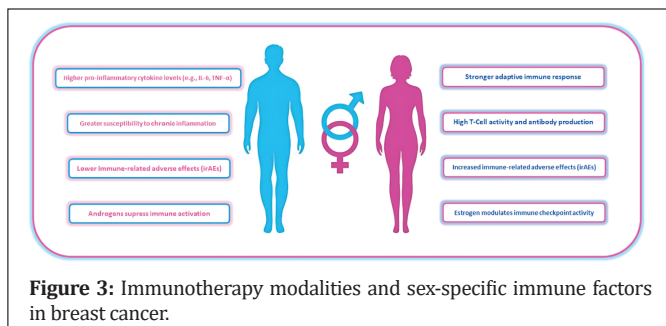 Higher pro-inflammatory cytokine levels (e.g., IL-6, TNF-α)
Greater susceptibility to chronic inflammation
Lower immune-related adverse effects (irAEs)
Androgens supress immune activation
Stronger adaptive immune response
High T-Cell activity and antibody production
Increased immune-related adverse effects (irAEs)
Estrogen modulates immune checkpoint activity
Figure 3: Immunotherapy modalities and sex-specific immune factors
in breast cancer.